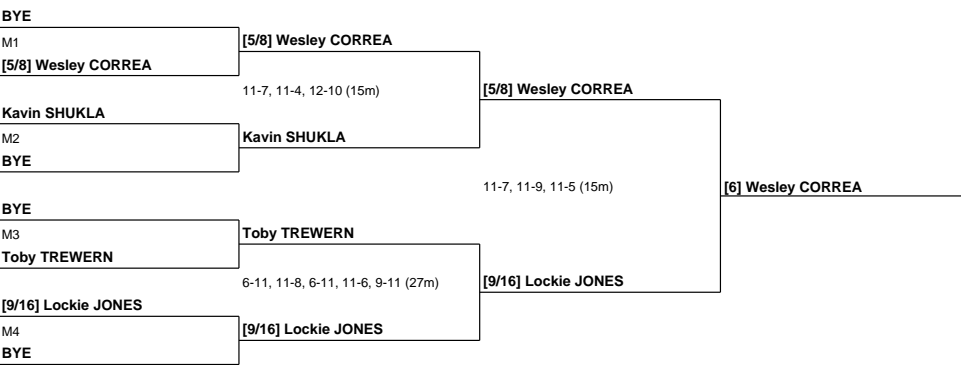 BYE
M1
[5/8] Wesley CORREA
Kavin SHUKLA
M2
BYE
BYE
M3
Toby TREWERN
[9/16] Lockie JONES
M4
BYE
[5/8] Wesley CORREA
11-7, 11-4, 12-10 (15m)
Kavin SHUKLA
Toby TREWERN
6-11, 11-8, 6-11, 11-6, 9-11 (27m)
[9/16] Lockie JONES
[5/8] Wesley CORREA
11-7, 11-9, 11-5 (15m)
[9/16] Lockie JONES
[6] Wesley CORREA